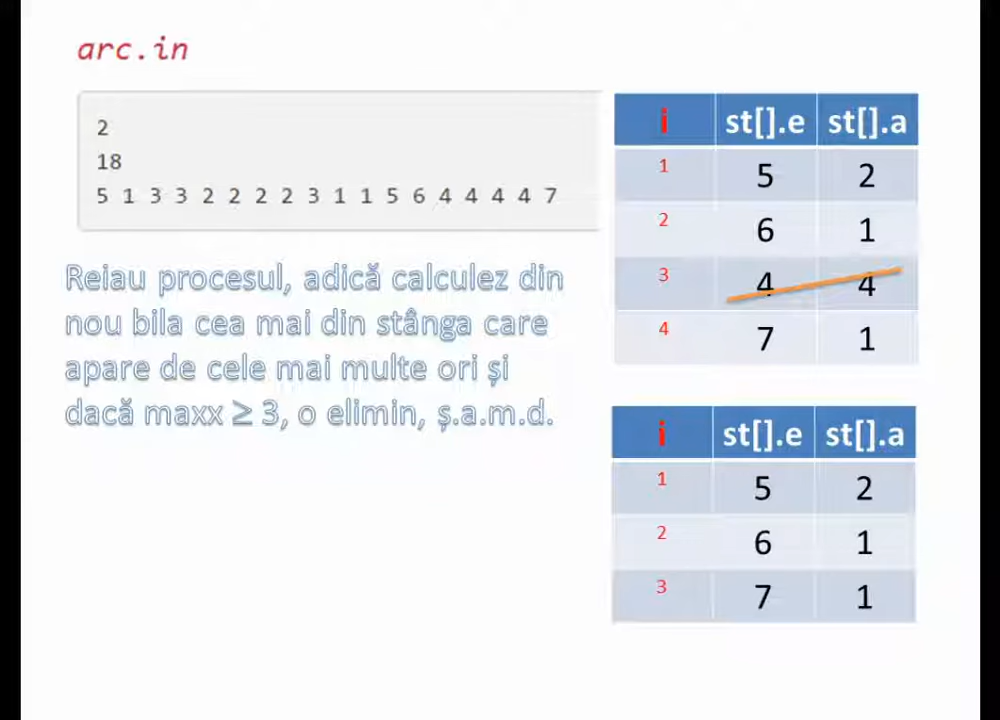 arc.in
2
18
5 1 3 3 2 2 2 2 3 1 1 5 6 4 4 4 4 7
Reiau procesul, adică calculez din
nou bila cea mai din stânga care
apare de cele mai multe ori și
dacă maxx ≥ 3, o elimin, ș.a.m.d.
i st[].e st[].a
1 5 2
2 6 1
3 4 4
4 7 1
i st[].e st[].a
1 5 2
2 6 1
3 7 1